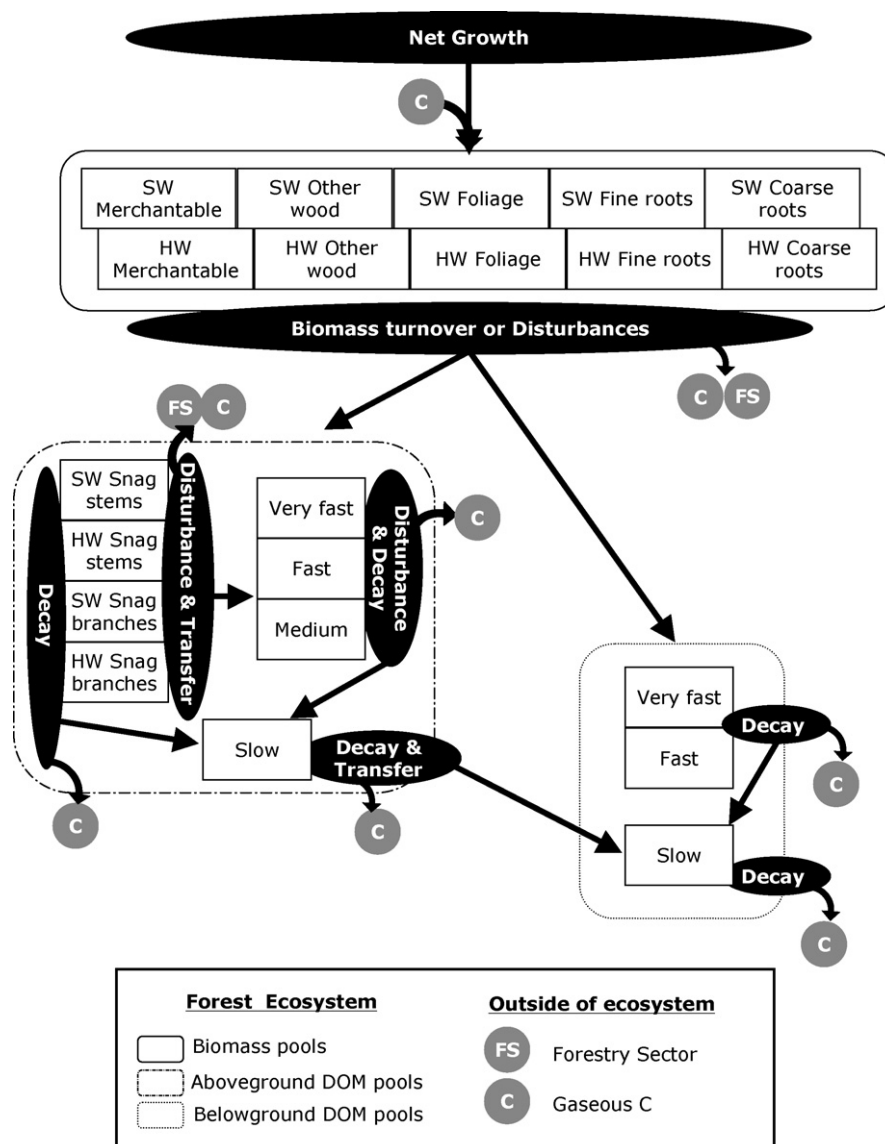 Net Growth
C
SW
Merchantable
SW Other
wood
SW Foliage
SW Fine roots
SW Coarse
roots
HW
Merchantable
HW Other
wood
HW Foliage
HW Fine roots
HW Coarse
roots
Biomass turnover or Disturbances
C
FS
FS
C
Decay
SW Snag
stems
HW Snag
stems
SW Snag
branches
HW Snag
branches
Disturbance & Transfer
Very fast
Fast
Medium
Disturbance
& Decay
C
Slow
Decay &
Transfer
C
C
Very fast
Fast
Decay
C
Slow
Decay
C
Forest Ecosystem
Biomass pools
Aboveground DOM pools
Belowground DOM pools
Outside of ecosystem
FS
Forestry Sector
C
Gaseous C